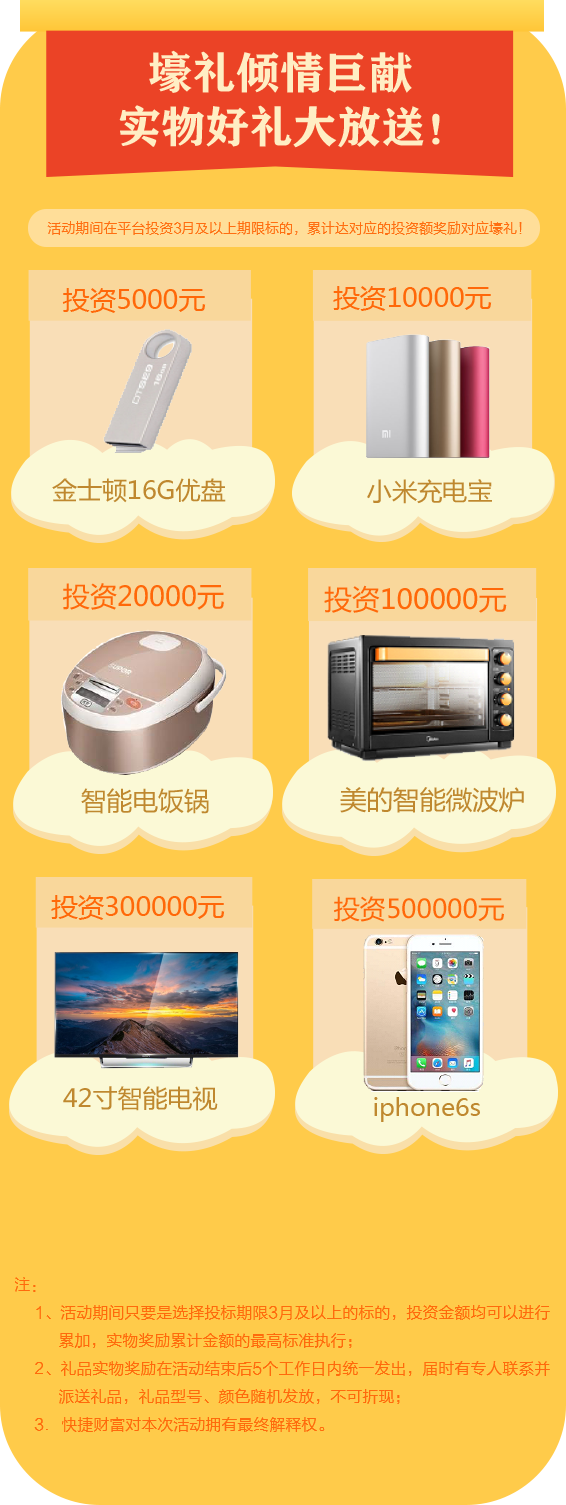 壕礼倾情巨献
实物好礼大放送!
活动期间在平台投资3月及以上期限标的，累计达对应的投资额奖励对应壕礼！
投资5000元
投资10000元
DTSE9
16GB
mi
金士顿16G优盘
小米充电宝
投资20000元
投资100000元
SUPOR
Midea
智能电饭锅
美的智能微波炉
投资300000元
投资500000元
42寸智能电视
iphone6s
注：
1、活动期间只要是选择投标期限3月及以上的标的，投资金额均可以进行
累加，实物奖励累计金额的最高标准执行；
2、礼品实物奖励在活动结束后5个工作日内统一发出，届时有专人联系并
派送礼品，礼品型号、颜色随机发放，不可折现；
3. 快捷财富对本次活动拥有最终解释权。